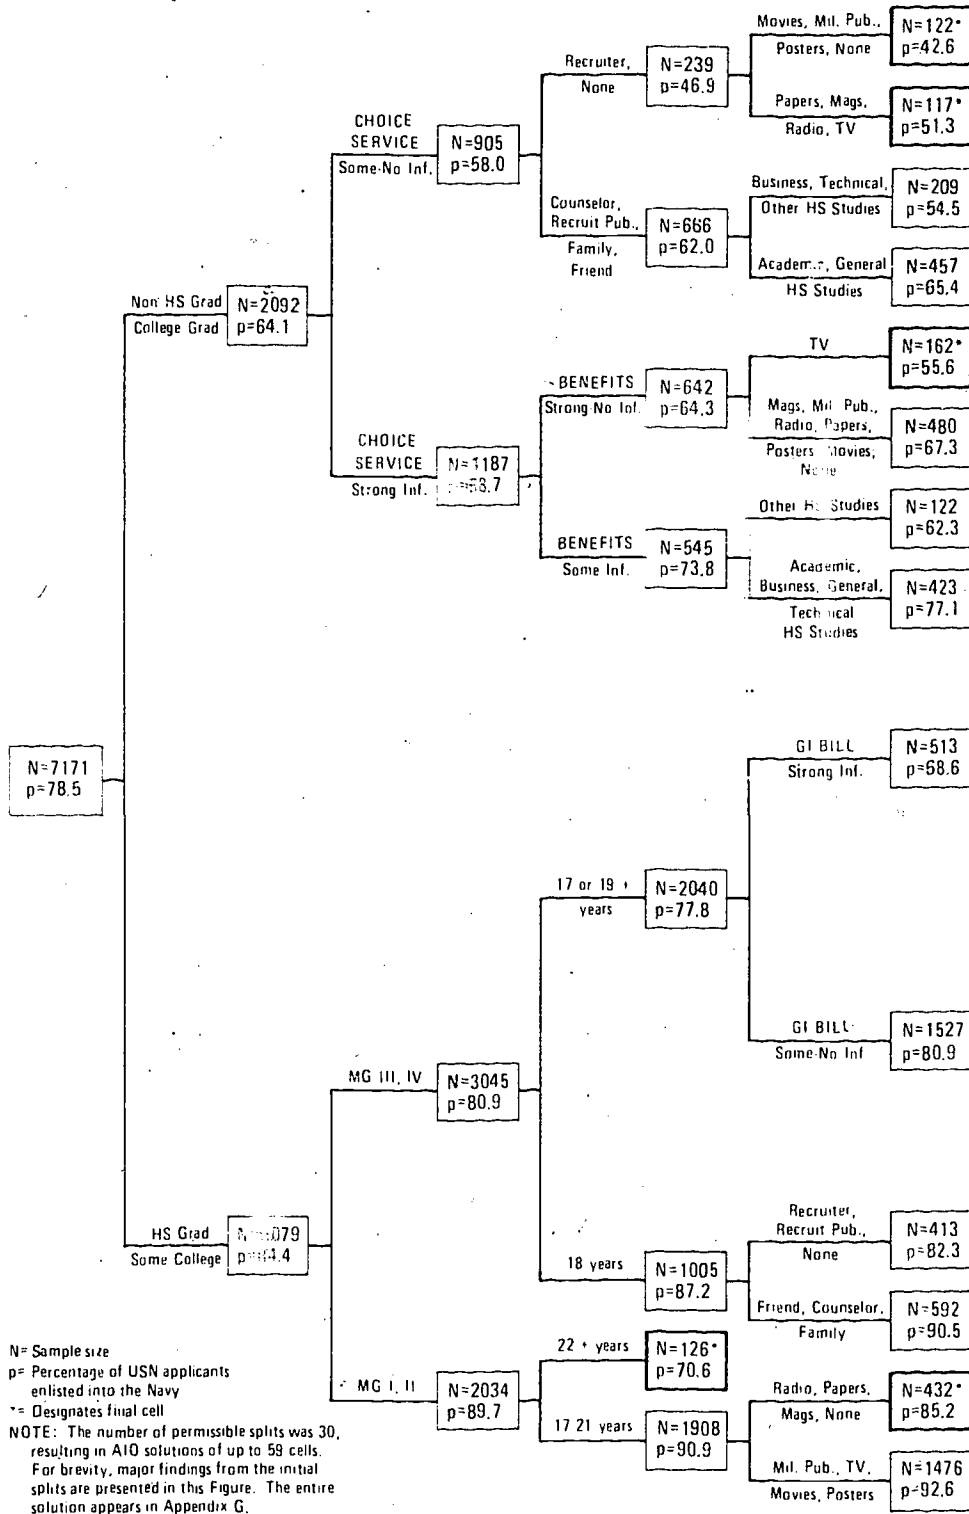 Movies, Mil. Pub.,
Posters, None
N=122*
p=42.6
Recruiter,
None
N=239
p=46.9
Papers, Mags,
Radio, TV
N=117*
p=51.3
CHOICE
SERVICE
Some-No Inf.
N=905
p=58.0
Business, Technical,
Other HS Studies
N=209
p=54.5
Counselor,
Recruit Pub.,
Family,
Friend
N=666
p=62.0
Academic, General
HS Studies
N=457
p=65.4
Non HS Grad
College Grad
N=2092
p=64.1
TV
N=162*
p=55.6
BENEFITS
Strong-No Inf.
N=642
p=64.3
Mags, Mil. Pub.,
Radio, Papers,
Posters, Movies,
None
N=480
p=67.3
CHOICE
SERVICE
Strong Inf.
N=1187
Other HS Studies
N=122
p=62.3
BENEFITS
Some Inf.
N=545
p=73.8
Academic,
Business, General,
Technical
HS Studies
N=423
p=77.1
N=7171
p=78.5
GI BILL
Strong Inf.
N=513
p=68.6
17 or 19 +
years
N=2040
p=77.8
GI BILL
Some-No Inf
N=1527
p=80.9
MG III, IV
N=3045
p=80.9
HS Grad
Some College
Recruiter,
Recruit Pub.,
None
N=413
p=82.3
18 years
N=1005
p=87.2
Friend, Counselor,
Family
N=592
p=90.5
22 + years
N=126*
p=70.6
MG I, II
N=2034
p=89.7
17 21 years
N=1908
p=90.9
Radio, Papers,
Mags, None
N=432*
p=85.2
Mil. Pub., TV,
Movies, Posters
N=1476
p=92.6
N= Sample size
p= Percentage of USN applicants
enlisted into the Navy
*= Designates final cell
NOTE: The number of permissible splits was 30,
resulting in AID solutions of up to 59 cells.
For brevity, major findings from the initial
splits are presented in this Figure. The entire
solution appears in Appendix G.